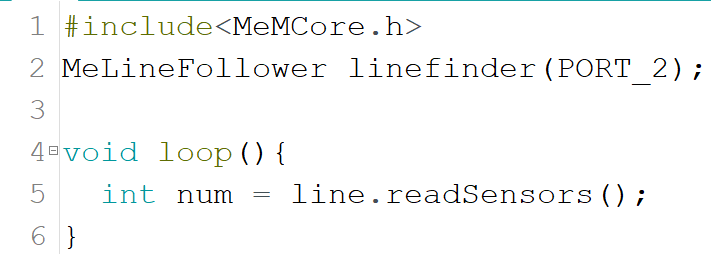 1 #include<MeMCore.h>
2 MeLineFollower linefinder(PORT_2);
3
4 void loop(){
5   int num = line.readSensors();
6 }